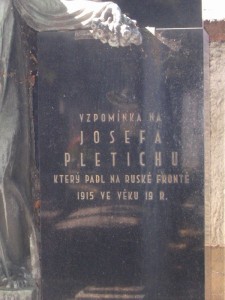 VZPOMÍNKA NA
JOSEFA
PLETICHU
KTERÝ PADL NA RUSKÉ FRONTĚ
1915 VE VĚKU 19 R.